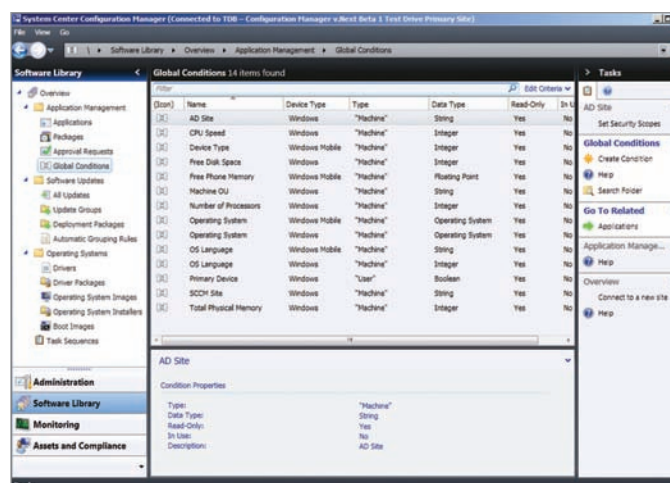 System Center Configuration Manager (Connected to TDB - Configuration Manager v.Next Beta 1 Test Drive Primary Site)
File View Go
\ Software Library Overview Application Management Global Conditions
Software Library <
Overview
Application Management
Applications
Packages
Approval Requests
Global Conditions
Software Updates
All Updates
Update Groups
Deployment Packages
Automatic Grouping Rules
Operating Systems
Drivers
Driver Packages
Operating System Images
Operating System Installers
Boot Images
Task Sequences
Administration
Software Library
Monitoring
Assets and Compliance
Global Conditions 14 items found
Filter Edit Criteria
(Icon) Name Device Type Type Data Type Read-Only In U
AD Site Windows "Machine" String Yes No
CPU Speed Windows "Machine" Integer Yes No
Device Type Windows Mobile "Machine" Integer Yes No
Free Disk Space Windows "Machine" Integer Yes No
Free Phone Memory Windows Mobile "Machine" Floating Point Yes No
Machine OU Windows "Machine" String Yes No
Number of Processors Windows "Machine" Integer Yes No
Operating System Windows Mobile "Machine" Operating System Yes No
Operating System Windows "Machine" Operating System Yes No
OS Language Windows Mobile "Machine" String Yes No
OS Language Windows "Machine" Integer Yes No
Primary Device Windows "User" Boolean Yes No
SCCM Site Windows "Machine" String Yes No
Total Physical Memory Windows "Machine" Integer Yes No
AD Site
Condition Properties
Type: "Machine"
Data Type: String
Read-Only: Yes
In Use: No
Description: AD Site
> Tasks
AD Site
Set Security Scopes
Global Conditions
Create Condition
Help
Search Folder
Go To Related
Applications
Application Manage...
Help
Overview
Connect to a new site
Help